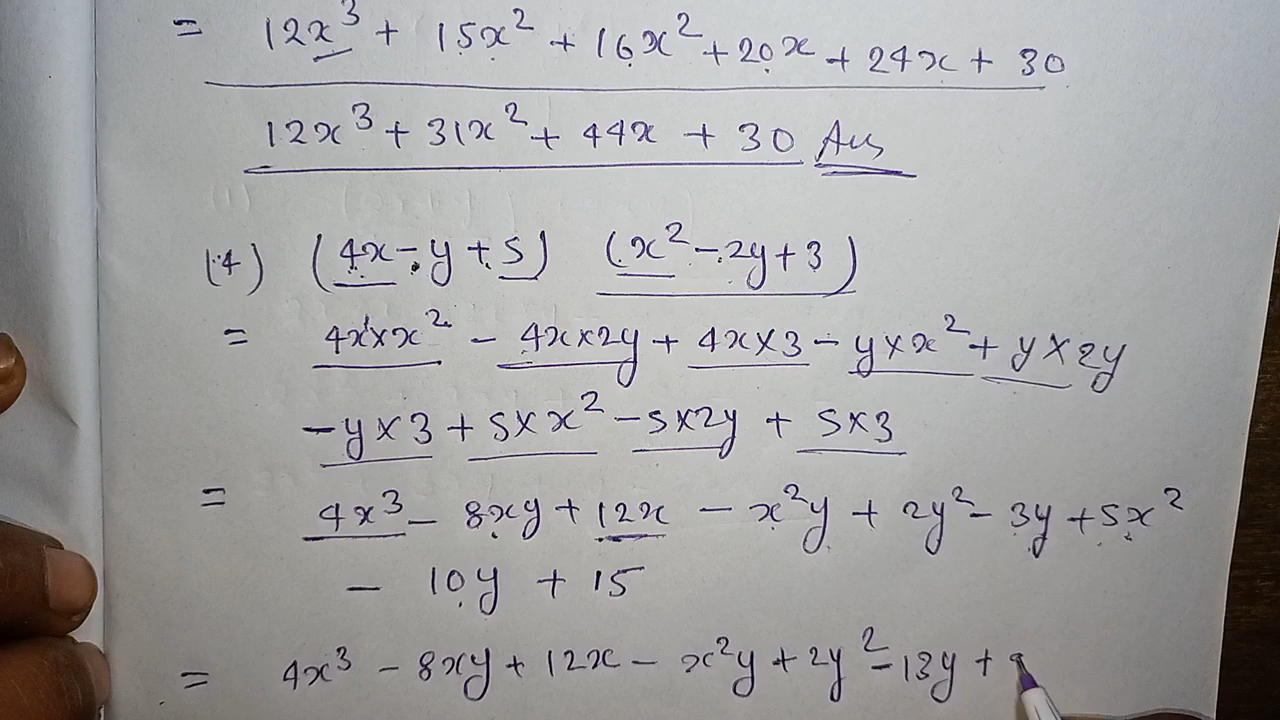 = 12x³ + 15x² + 16x² + 20x + 24x + 30
12x³ + 31x² + 44x + 30 Ans
(4) (4x - y + 5) (x² - 2y + 3)
= 4x¹×x² - 4x×2y + 4x×3 - y×x² + y×2y
-y×3 + 5×x² - 5×2y + 5×3
= 4x³ - 8xy + 12x - x²y + 2y² - 3y + 5x²
- 10y + 15
= 4x³ - 8xy + 12x - x²y + 2y² - 13y +